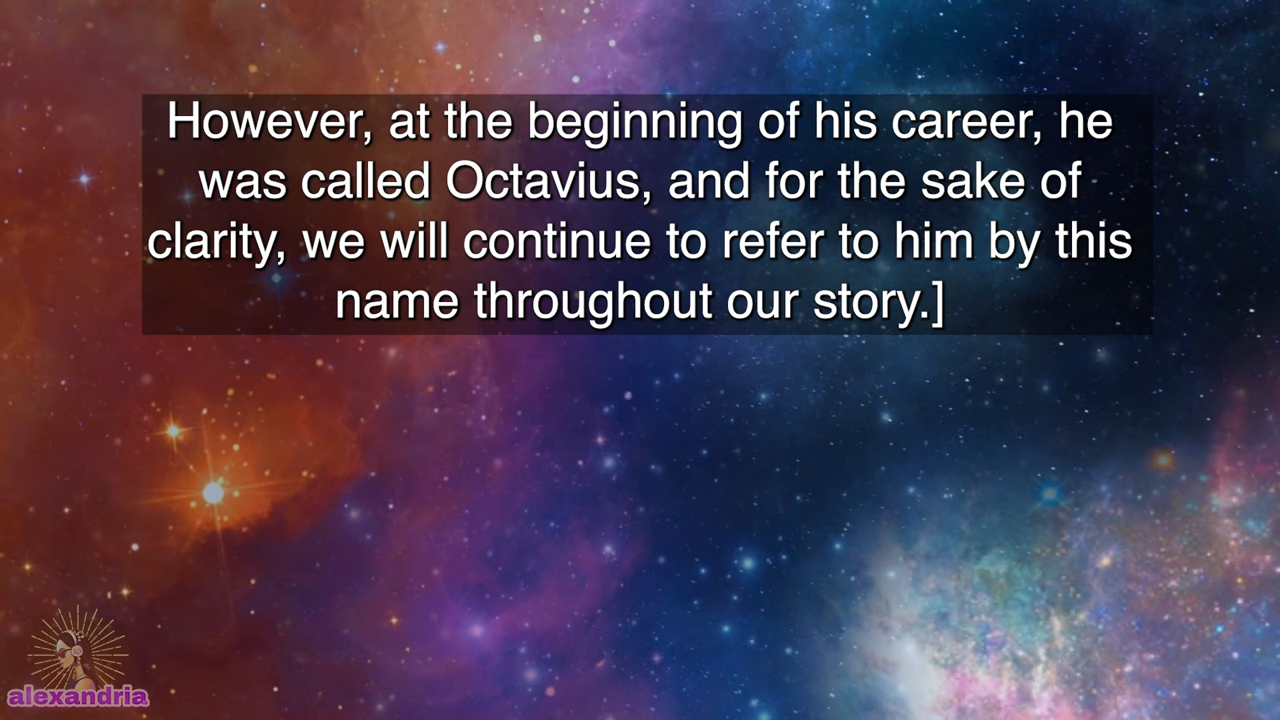 However, at the beginning of his career, he
was called Octavius, and for the sake of
clarity, we will continue to refer to him by this
name throughout our story.]
alexandria